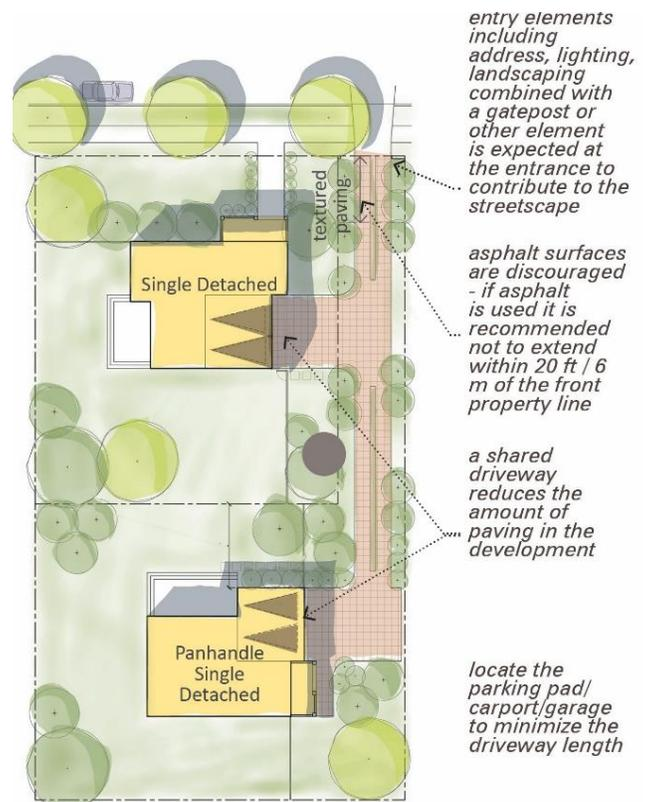 entry elements
including
address, lighting,
landscaping
combined with
a gatepost or
other element
is expected at
the entrance to
contribute to the
streetscape
textured
paving
Single Detached
asphalt surfaces
are discouraged
- if asphalt
is used it is
recommended
not to extend
within 20 ft / 6
m of the front
property line
a shared
driveway
reduces the
amount of
paving in the
development
Panhandle
Single
Detached
locate the
parking pad/
carport/garage
to minimize the
driveway length